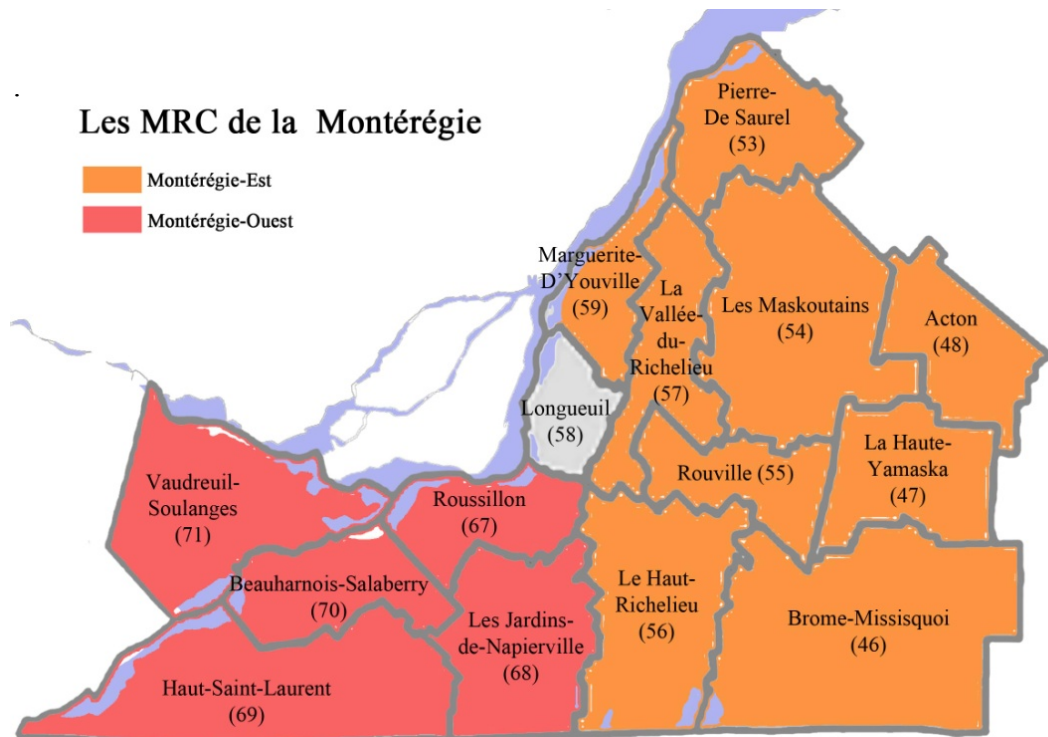 Les MRC de la Montérégie
Montérégie-Est
Montérégie-Ouest
Pierre-
De Saurel
(53)
Marguerite-
D'Youville
(59)
La
Vallée-
du-
Richelieu
(57)
Les Maskoutains
(54)
Acton
(48)
Longueuil
(58)
La Haute-
Yamaska
(47)
Rouville (55)
Vaudreuil-
Soulanges
(71)
Roussillon
(67)
Beauharnois-Salaberry
(70)
Les Jardins-
de-Napierville
(68)
Le Haut-
Richelieu
(56)
Brome-Missisquoi
(46)
Haut-Saint-Laurent
(69)